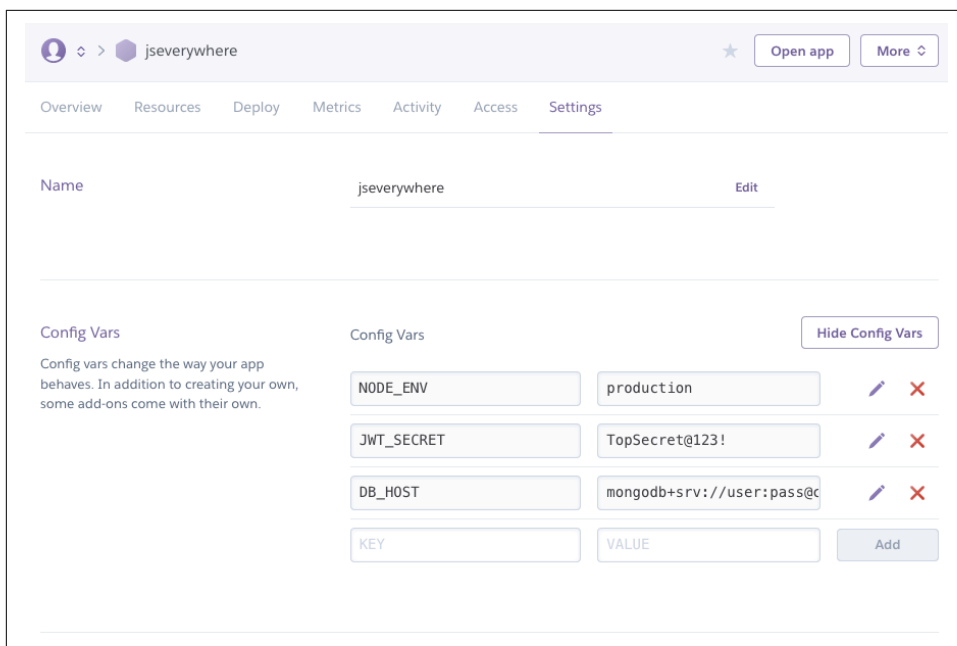 jseverywhere
Open app
More
Overview Resources Deploy Metrics Activity Access Settings
Name
jseverywhere
Edit
Config Vars
Config vars change the way your app
behaves. In addition to creating your own,
some add-ons come with their own.
Config Vars
Hide Config Vars
NODE_ENV production
JWT_SECRET TopSecret@123!
DB_HOST mongodb+srv://user:pass@c
KEY VALUE Add